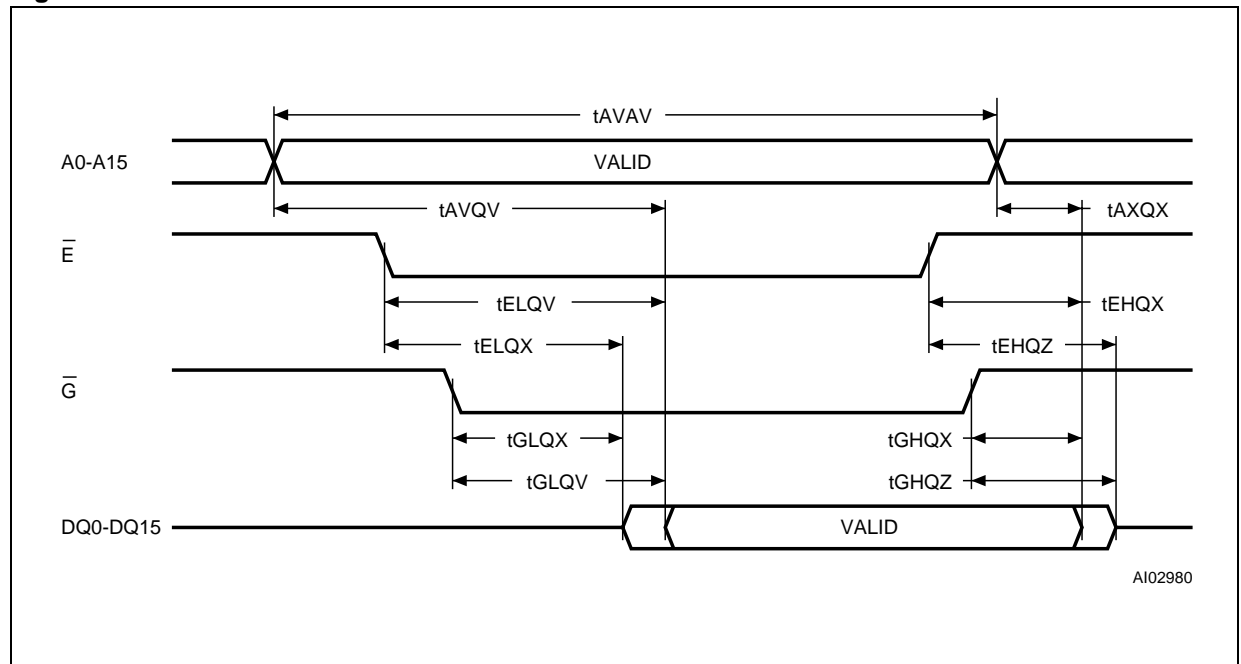 tAVAV
A0-A15
VALID
tAVQV
tAXQX
E
tELQV
tEHQX
tELQX
tEHQZ
G
tGLQX
tGHQX
tGLQV
tGHQZ
DQ0-DQ15
VALID
AI02980